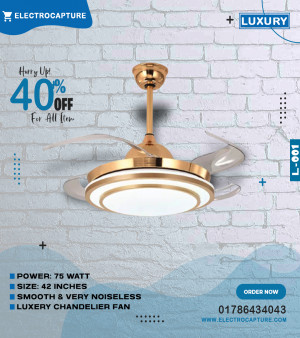 ELECTROCAPTURE
LUXURY
Hurry Up!
40% OFF
For All Item
L-001
POWER: 75 WATT
SIZE: 42 INCHES
SMOOTH & VERY NOISELESS
LUXERY CHANDELIER FAN
ORDER NOW
01786434043
WWW.ELECTROCAPTURE.COM